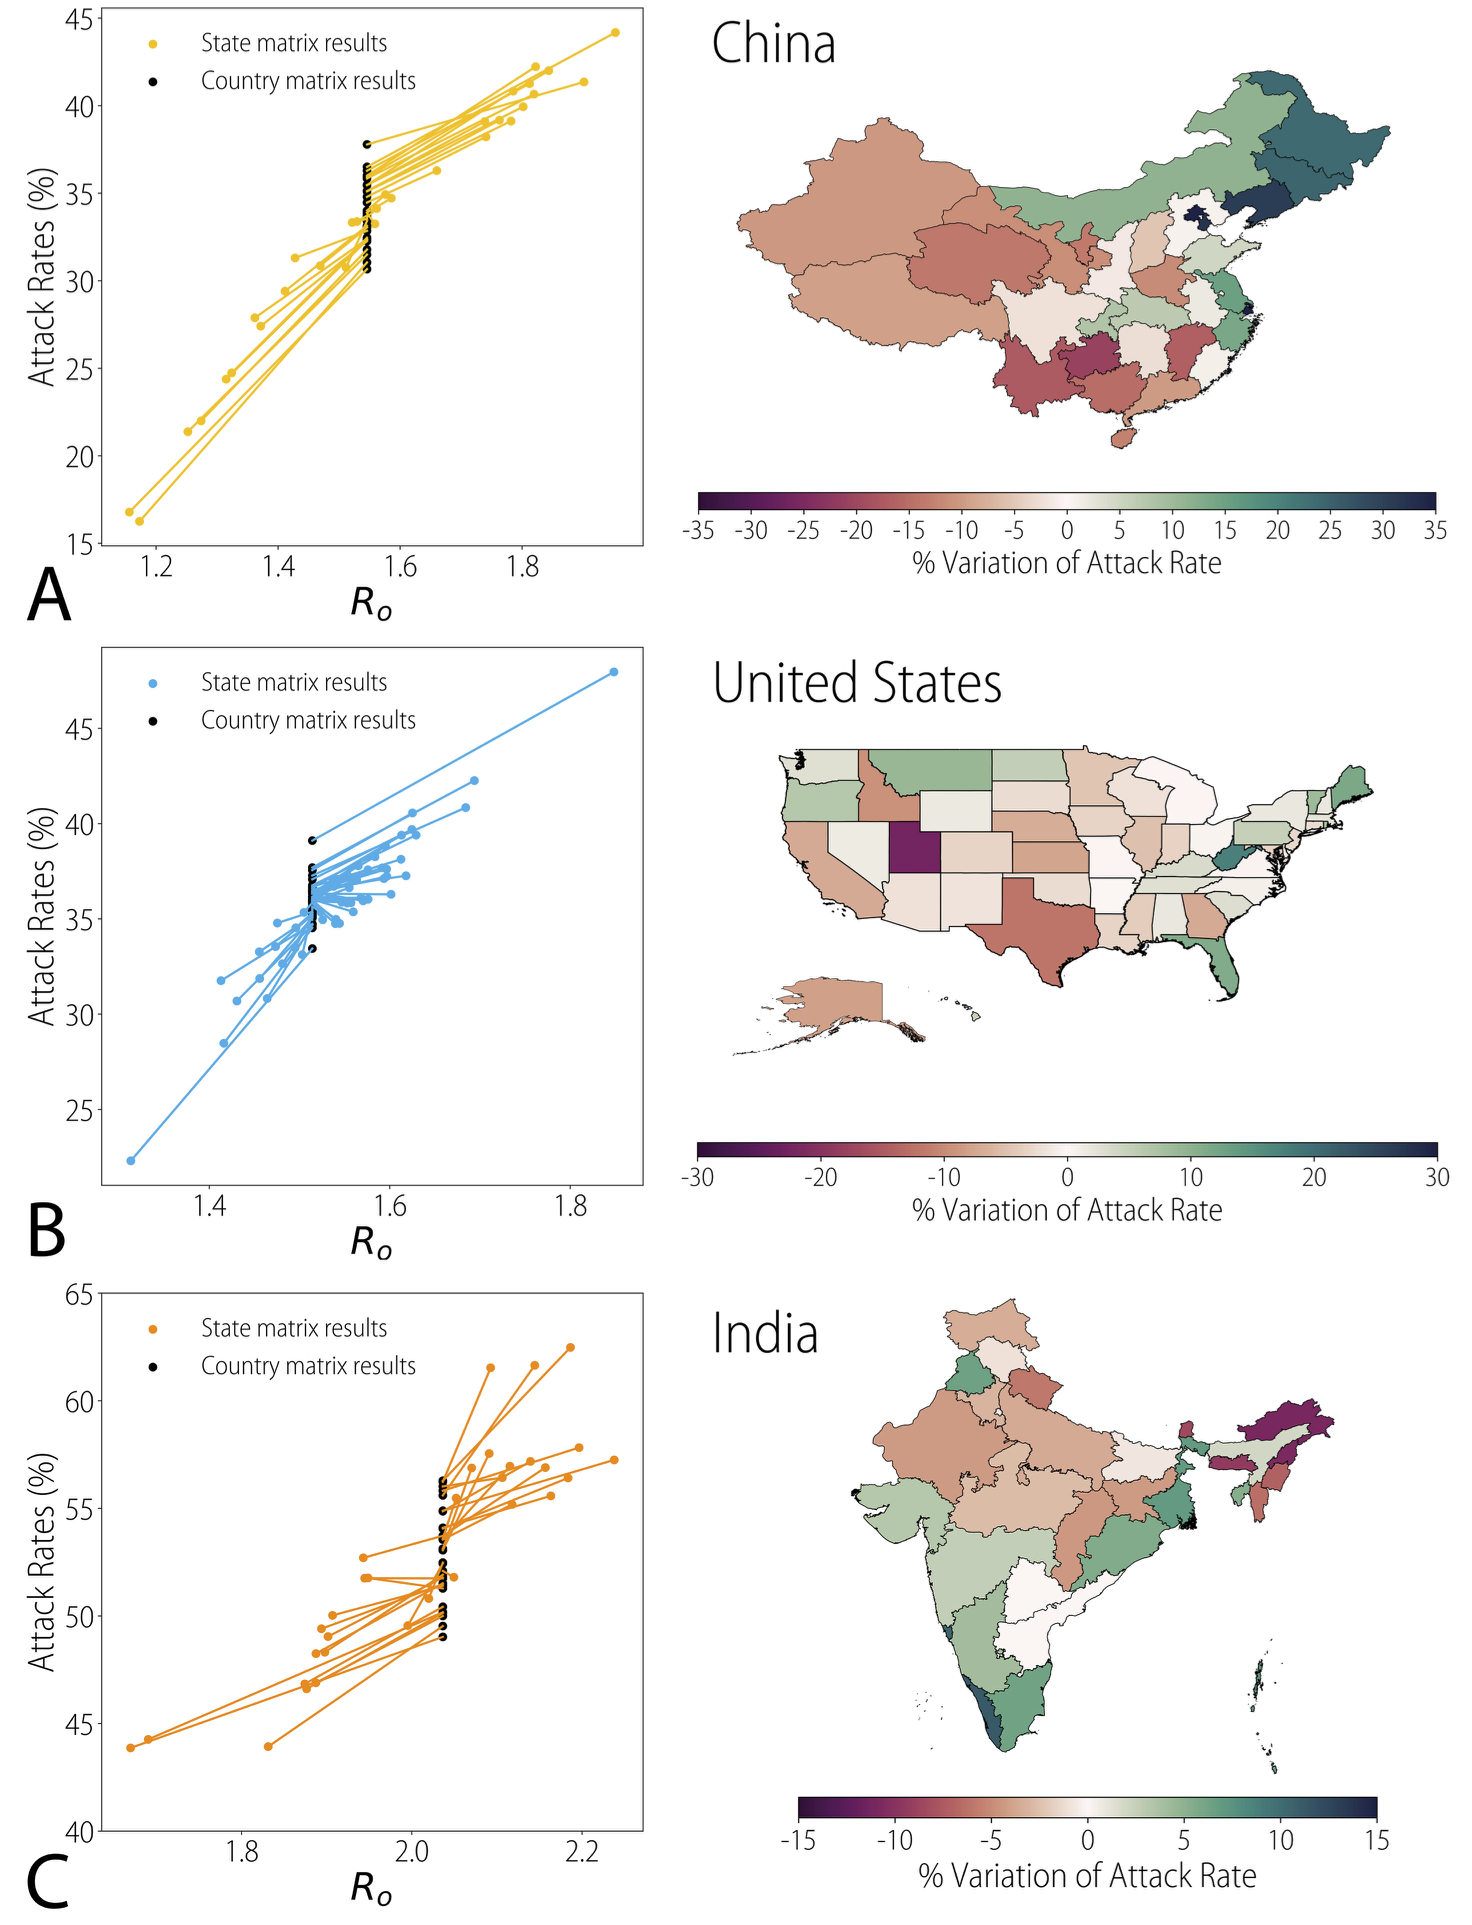 State matrix results
Country matrix results
45
40
35
30
25
20
15
Attack Rates (%)
1.2 1.4 1.6 1.8
Ro
A
China
-35 -30 -25 -20 -15 -10 -5 0 5 10 15 20 25 30 35
% Variation of Attack Rate
State matrix results
Country matrix results
45
40
35
30
25
Attack Rates (%)
1.4 1.6 1.8
Ro
B
United States
-30 -20 -10 0 10 20 30
% Variation of Attack Rate
State matrix results
Country matrix results
65
60
55
50
45
40
Attack Rates (%)
1.8 2.0 2.2
Ro
C
India
-15 -10 -5 0 5 10 15
% Variation of Attack Rate